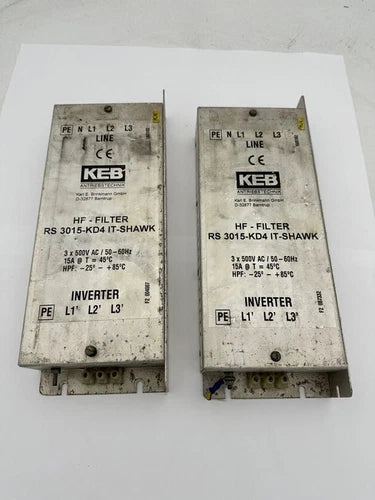 PE N L1 L2 L3
LINE
CE
KEB
ANTRIEBSTECHNIK
Karl E. Brinkmann GmbH
D-32677 Barntrup
HF - FILTER
RS 3015-KD4 IT-SHAWK
3 x 500V AC / 50-60Hz
15A @ T = 45°C
HPF: -25° - +85°C
INVERTER
PE L1' L2' L3'
PE N L1 L2 L3
LINE
CE
KEB
ANTRIEBSTECHNIK
Karl E. Brinkmann GmbH
D-32677 Barntrup
HF - FILTER
RS 3015-KD4 IT-SHAWK
3 x 500V AC / 50-60Hz
15A @ T = 45°C
HPF: -25° - +85°C
INVERTER
PE L1' L2' L3'